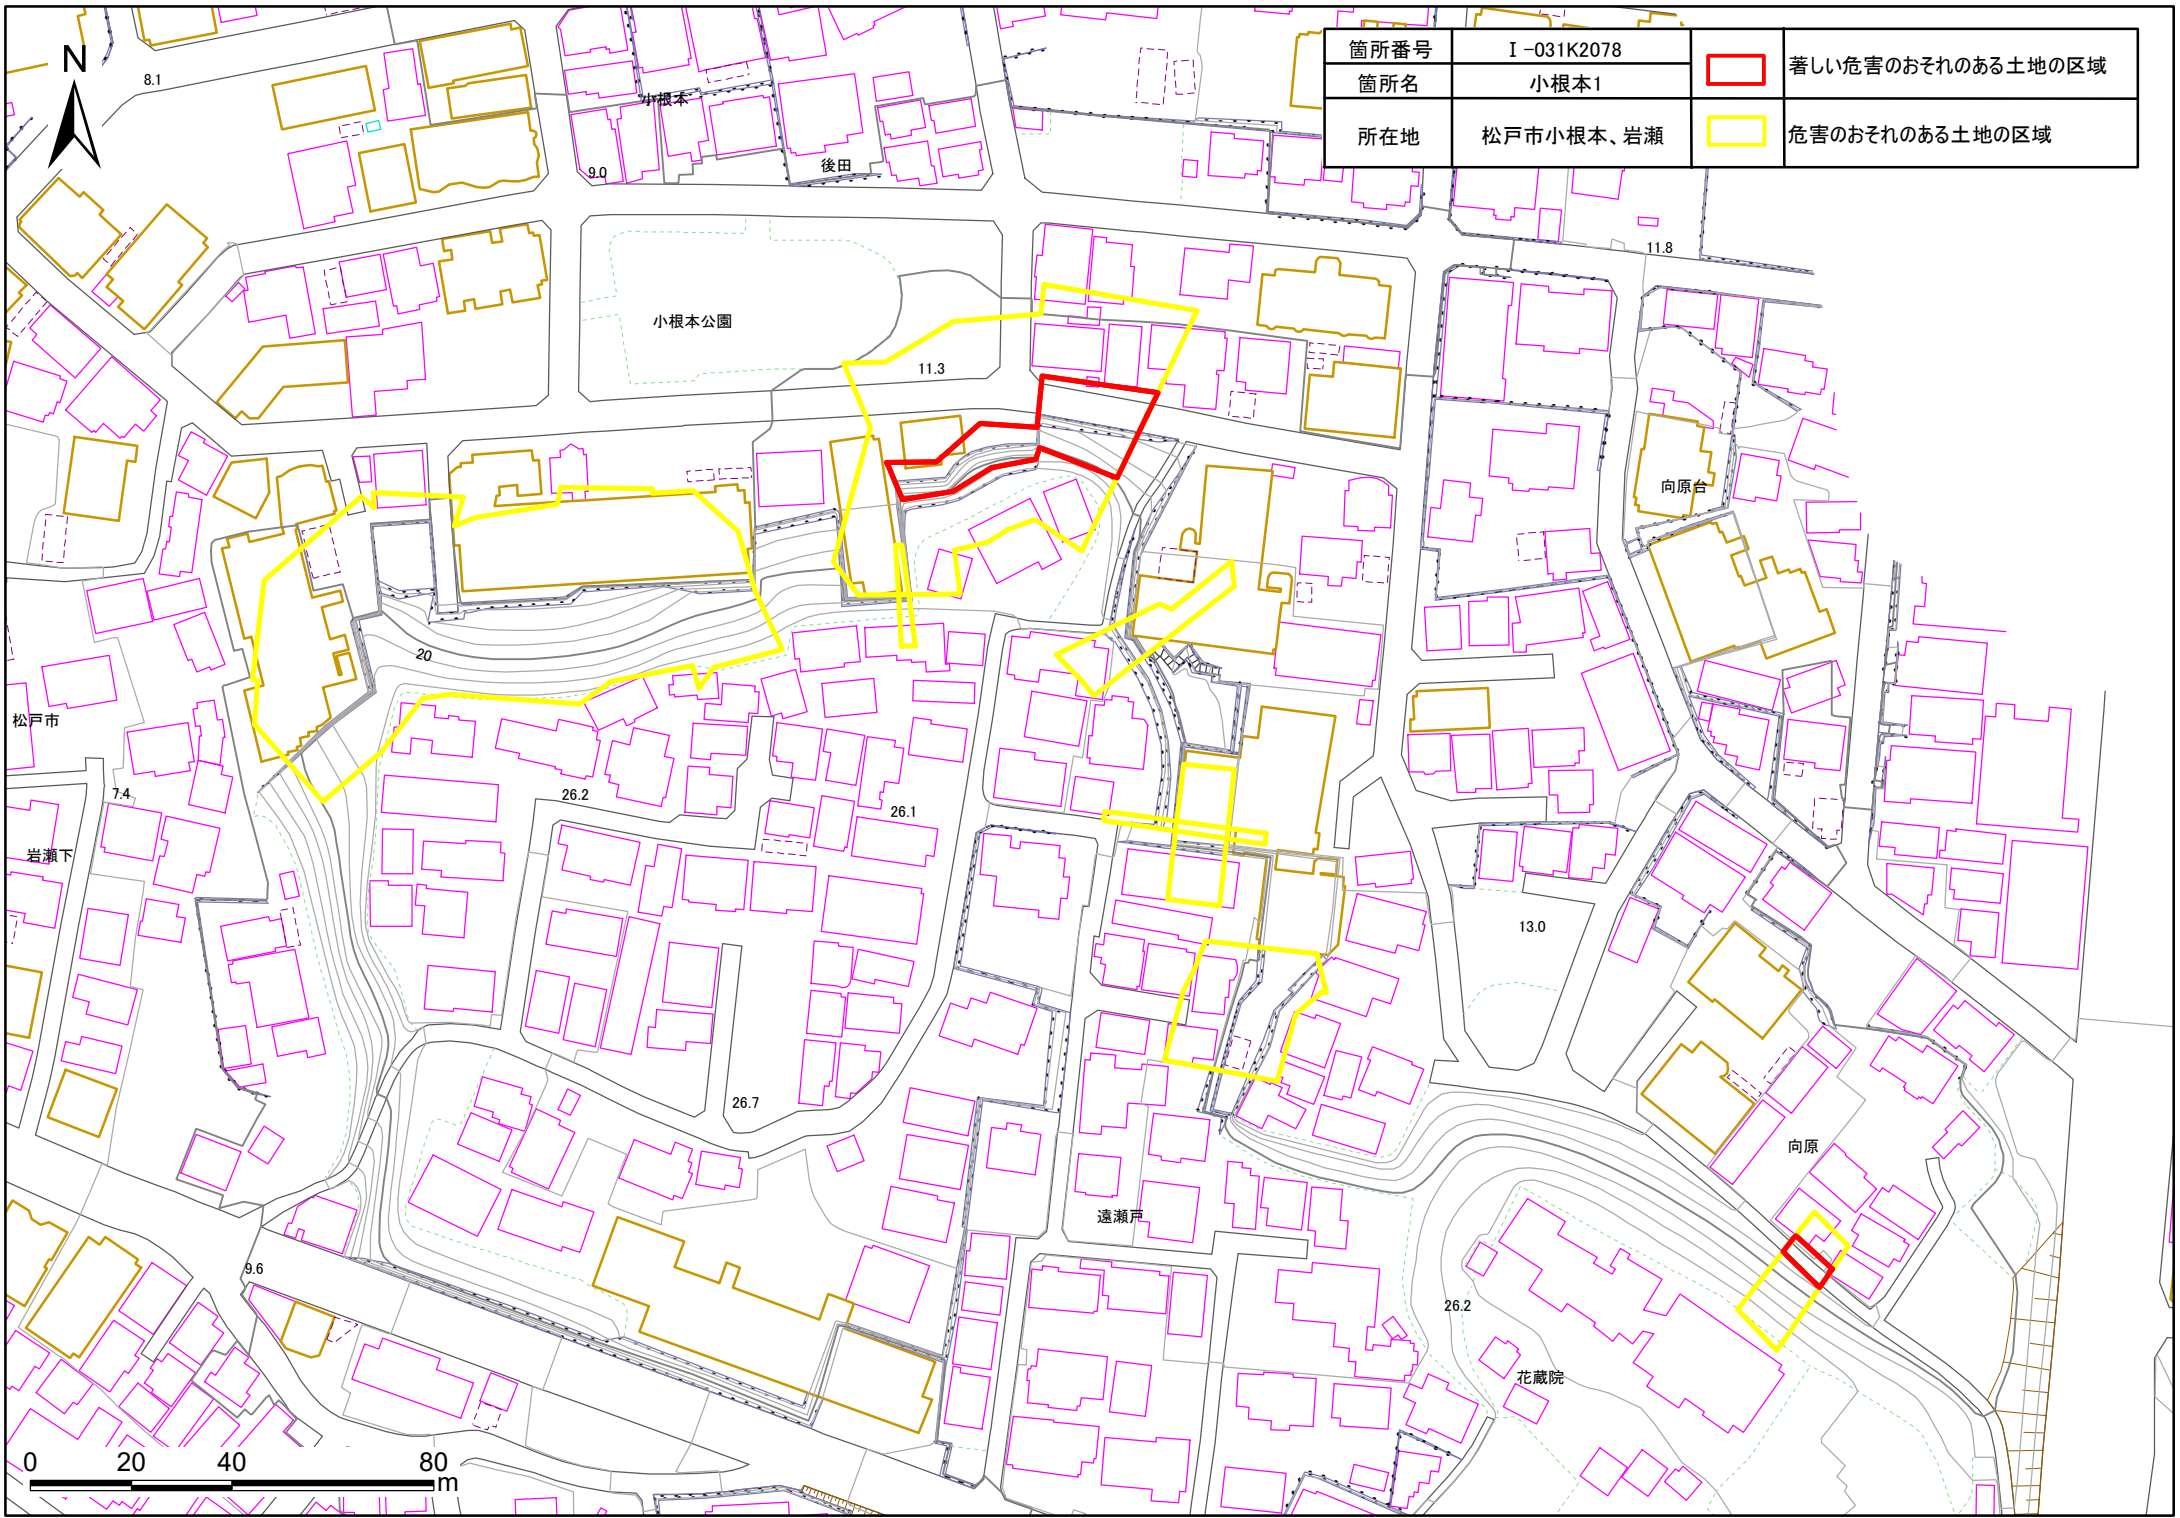 N
箇所番号 I-031K2078
箇所名 小根本1
所在地 松戸市小根本、岩瀬
著しい危害のおそれのある土地の区域
危害のおそれのある土地の区域
8.1
小根本
後田
9.0
11.8
小根本公園
11.3
向原台
20
松戸市
7.4
26.2
26.1
岩瀬下
13.0
26.7
向原
遠瀬戸
9.6
26.2
花蔵院
0 20 40 80
m